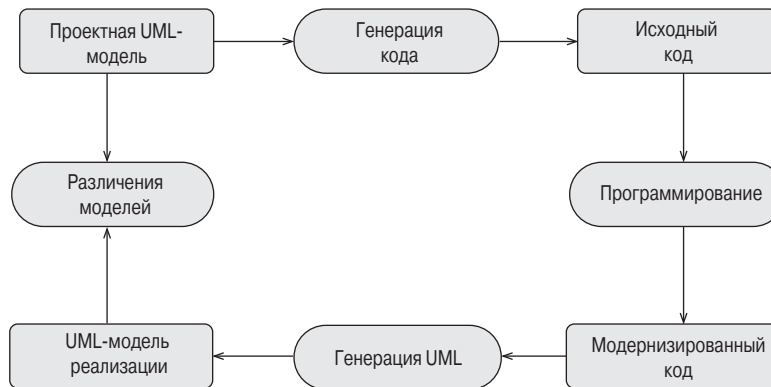 Проектная UML-
модель
Генерация
кода
Исходный
код
Различения
моделей
Программирование
UML-модель
реализации
Генерация UML
Модернизированный
код